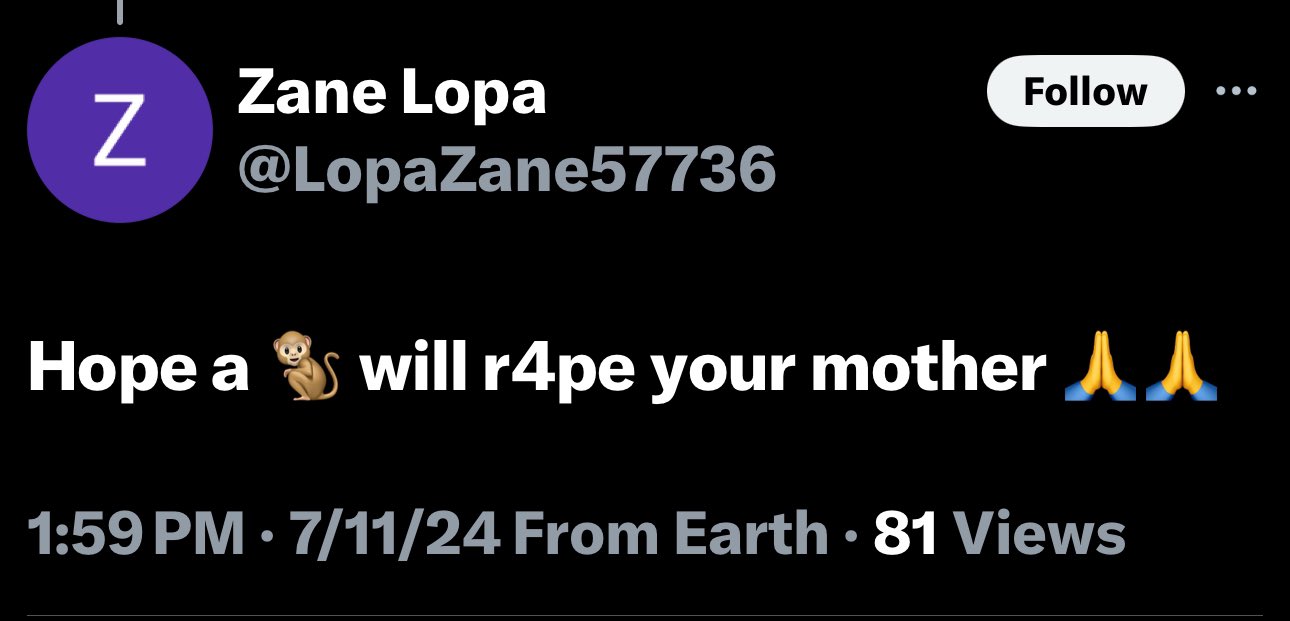 Z
Zane Lopa
Follow
@LopaZane57736
Hope a 🐒 will r4pe your mother 🙏🙏
1:59 PM · 7/11/24 From Earth · 81 Views